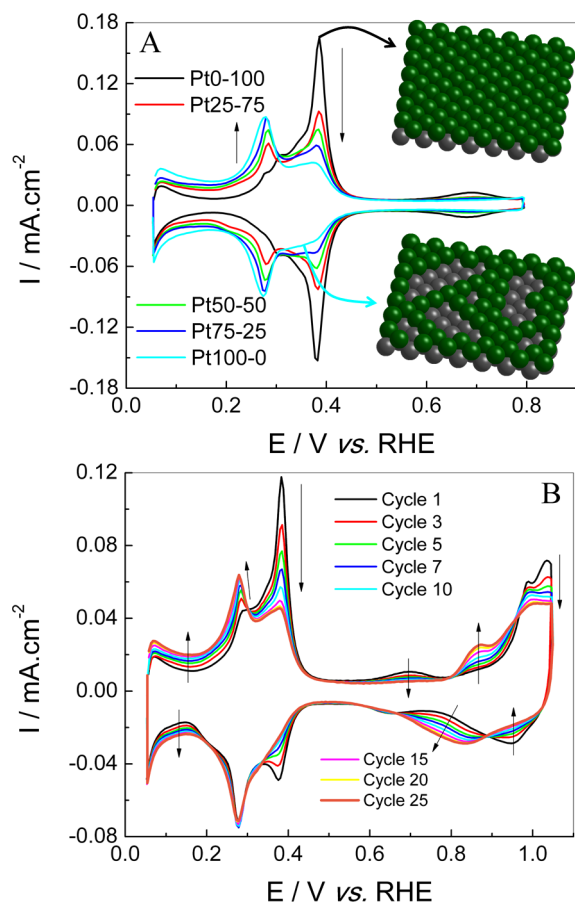 A
0.18
0.12
0.06
0.00
-0.06
-0.12
-0.18
I / mA.cm-2
Pt0-100
Pt25-75
Pt50-50
Pt75-25
Pt100-0
0.0
0.2
0.4
0.6
0.8
E / V vs. RHE
B
0.12
0.08
0.04
0.00
-0.04
-0.08
I / mA.cm-2
Cycle 1
Cycle 3
Cycle 5
Cycle 7
Cycle 10
Cycle 15
Cycle 20
Cycle 25
0.0
0.2
0.4
0.6
0.8
1.0
E / V vs. RHE